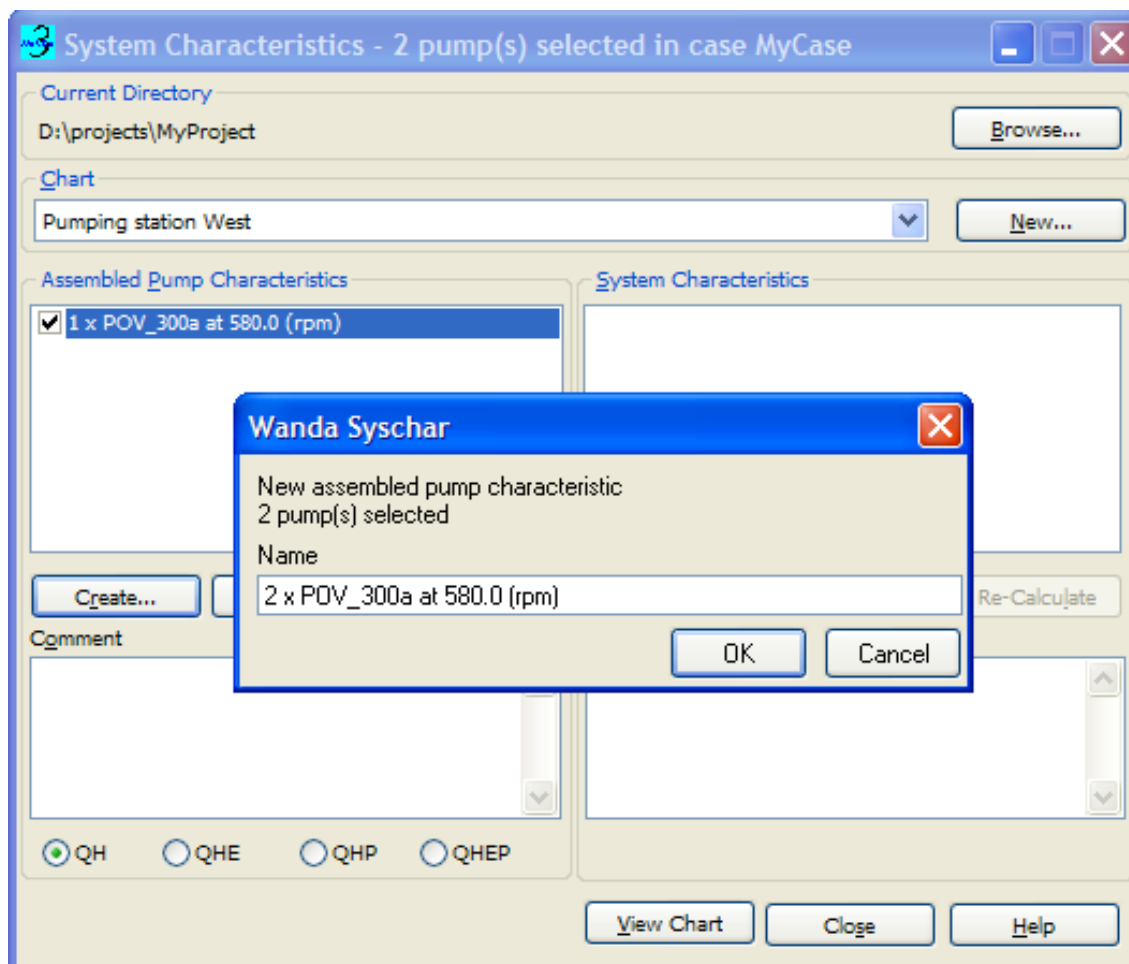 System Characteristics - 2 pump(s) selected in case MyCase
Current Directory
D:\projects\MyProject
Browse...
Chart
Pumping station West
New...
Assembled Pump Characteristics
System Characteristics
1 x POV_300a at 580.0 (rpm)
Wanda Syschar
New assembled pump characteristic
2 pump(s) selected
Name
2 x POV_300a at 580.0 (rpm)
OK
Cancel
Create...
Re-Calculate
Comment
QH
QHE
QHP
QHEP
View Chart
Close
Help